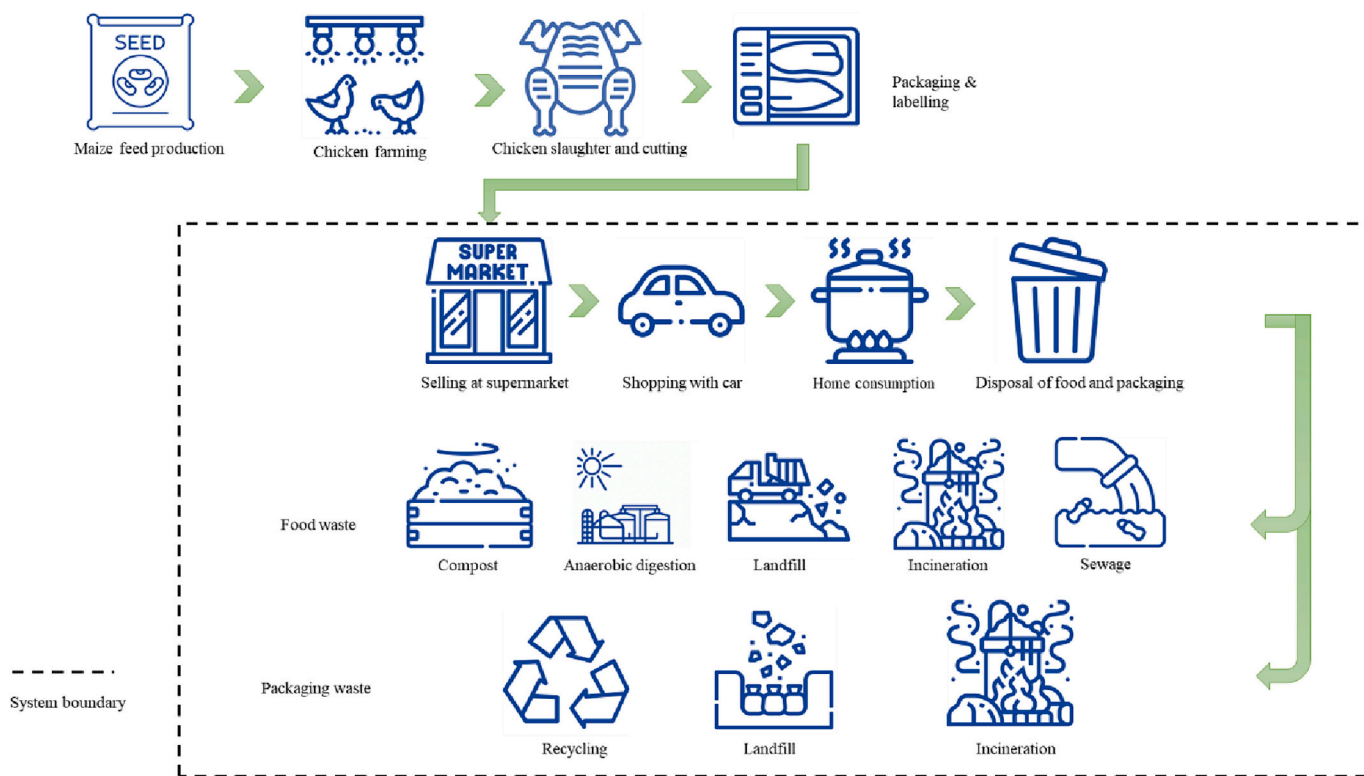 SEED
Maize feed production
Chicken farming
Chicken slaughter and cutting
Packaging &
labelling
SUPER
MARKET
Selling at supermarket
Shopping with car
Home consumption
Disposal of food and packaging
Food waste
Compost
Anaerobic digestion
Landfill
Incineration
Sewage
Packaging waste
Recycling
Landfill
Incineration
System boundary